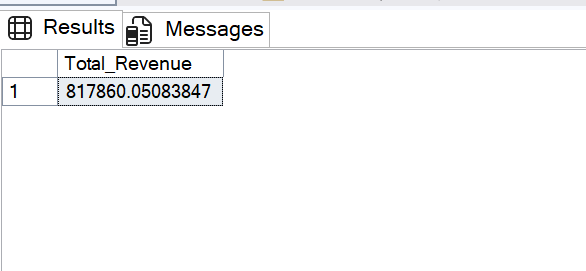 Results Messages
Total_Revenue
1 817860.05083847